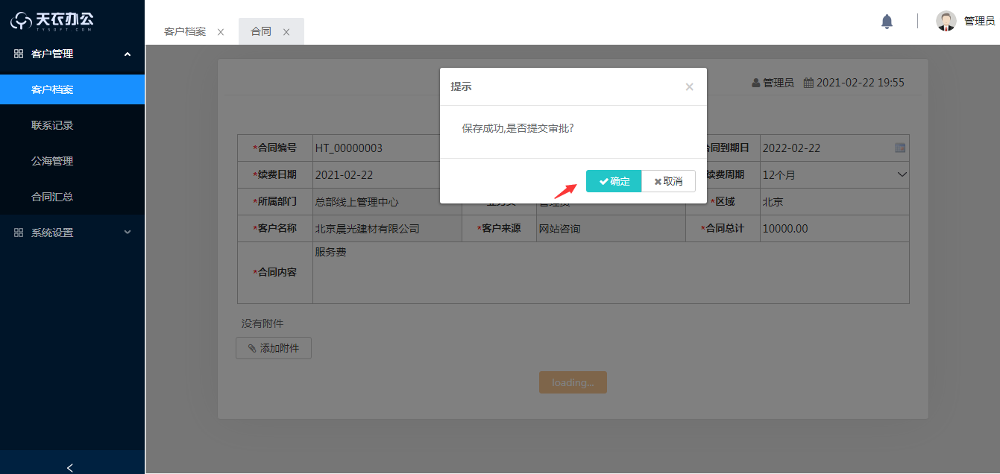 天衣办公
TYSOFT.COM
客户管理
客户档案
联系记录
公海管理
合同汇总
系统设置
客户档案 x 合同 x
管理员
管理员 2021-02-22 19:55
提示 ×
保存成功,是否提交审批?
确定 取消
*合同编号 HT_00000003 合同到期日 2022-02-22
*续费日期 2021-02-22 续费周期 12个月
*所属部门 总部线上管理中心 管理员 *区域 北京
*客户名称 北京晨光建材有限公司 *客户来源 网站咨询 *合同总计 10000.00
*合同内容 服务费
没有附件
添加附件
loading...